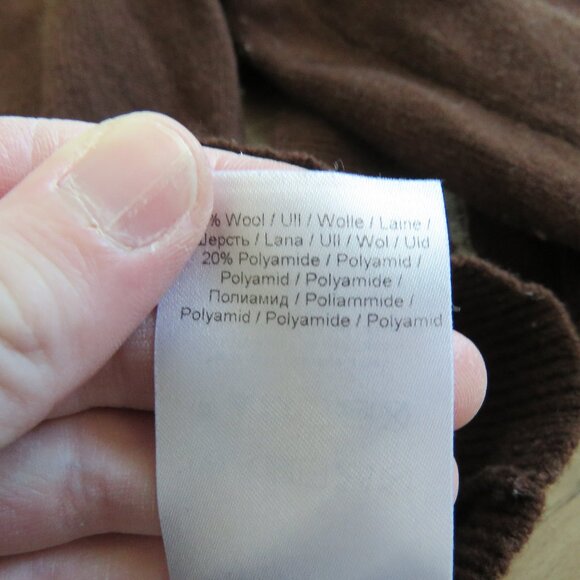 % Wool / Ull / Wolle / Laine /
Шерсть / Lana / Ull / Wol / Uld
20% Polyamide / Polyamid /
Polyamid / Polyamide /
Полиамид / Poliammide /
Polyamid / Polyamide / Polyamid